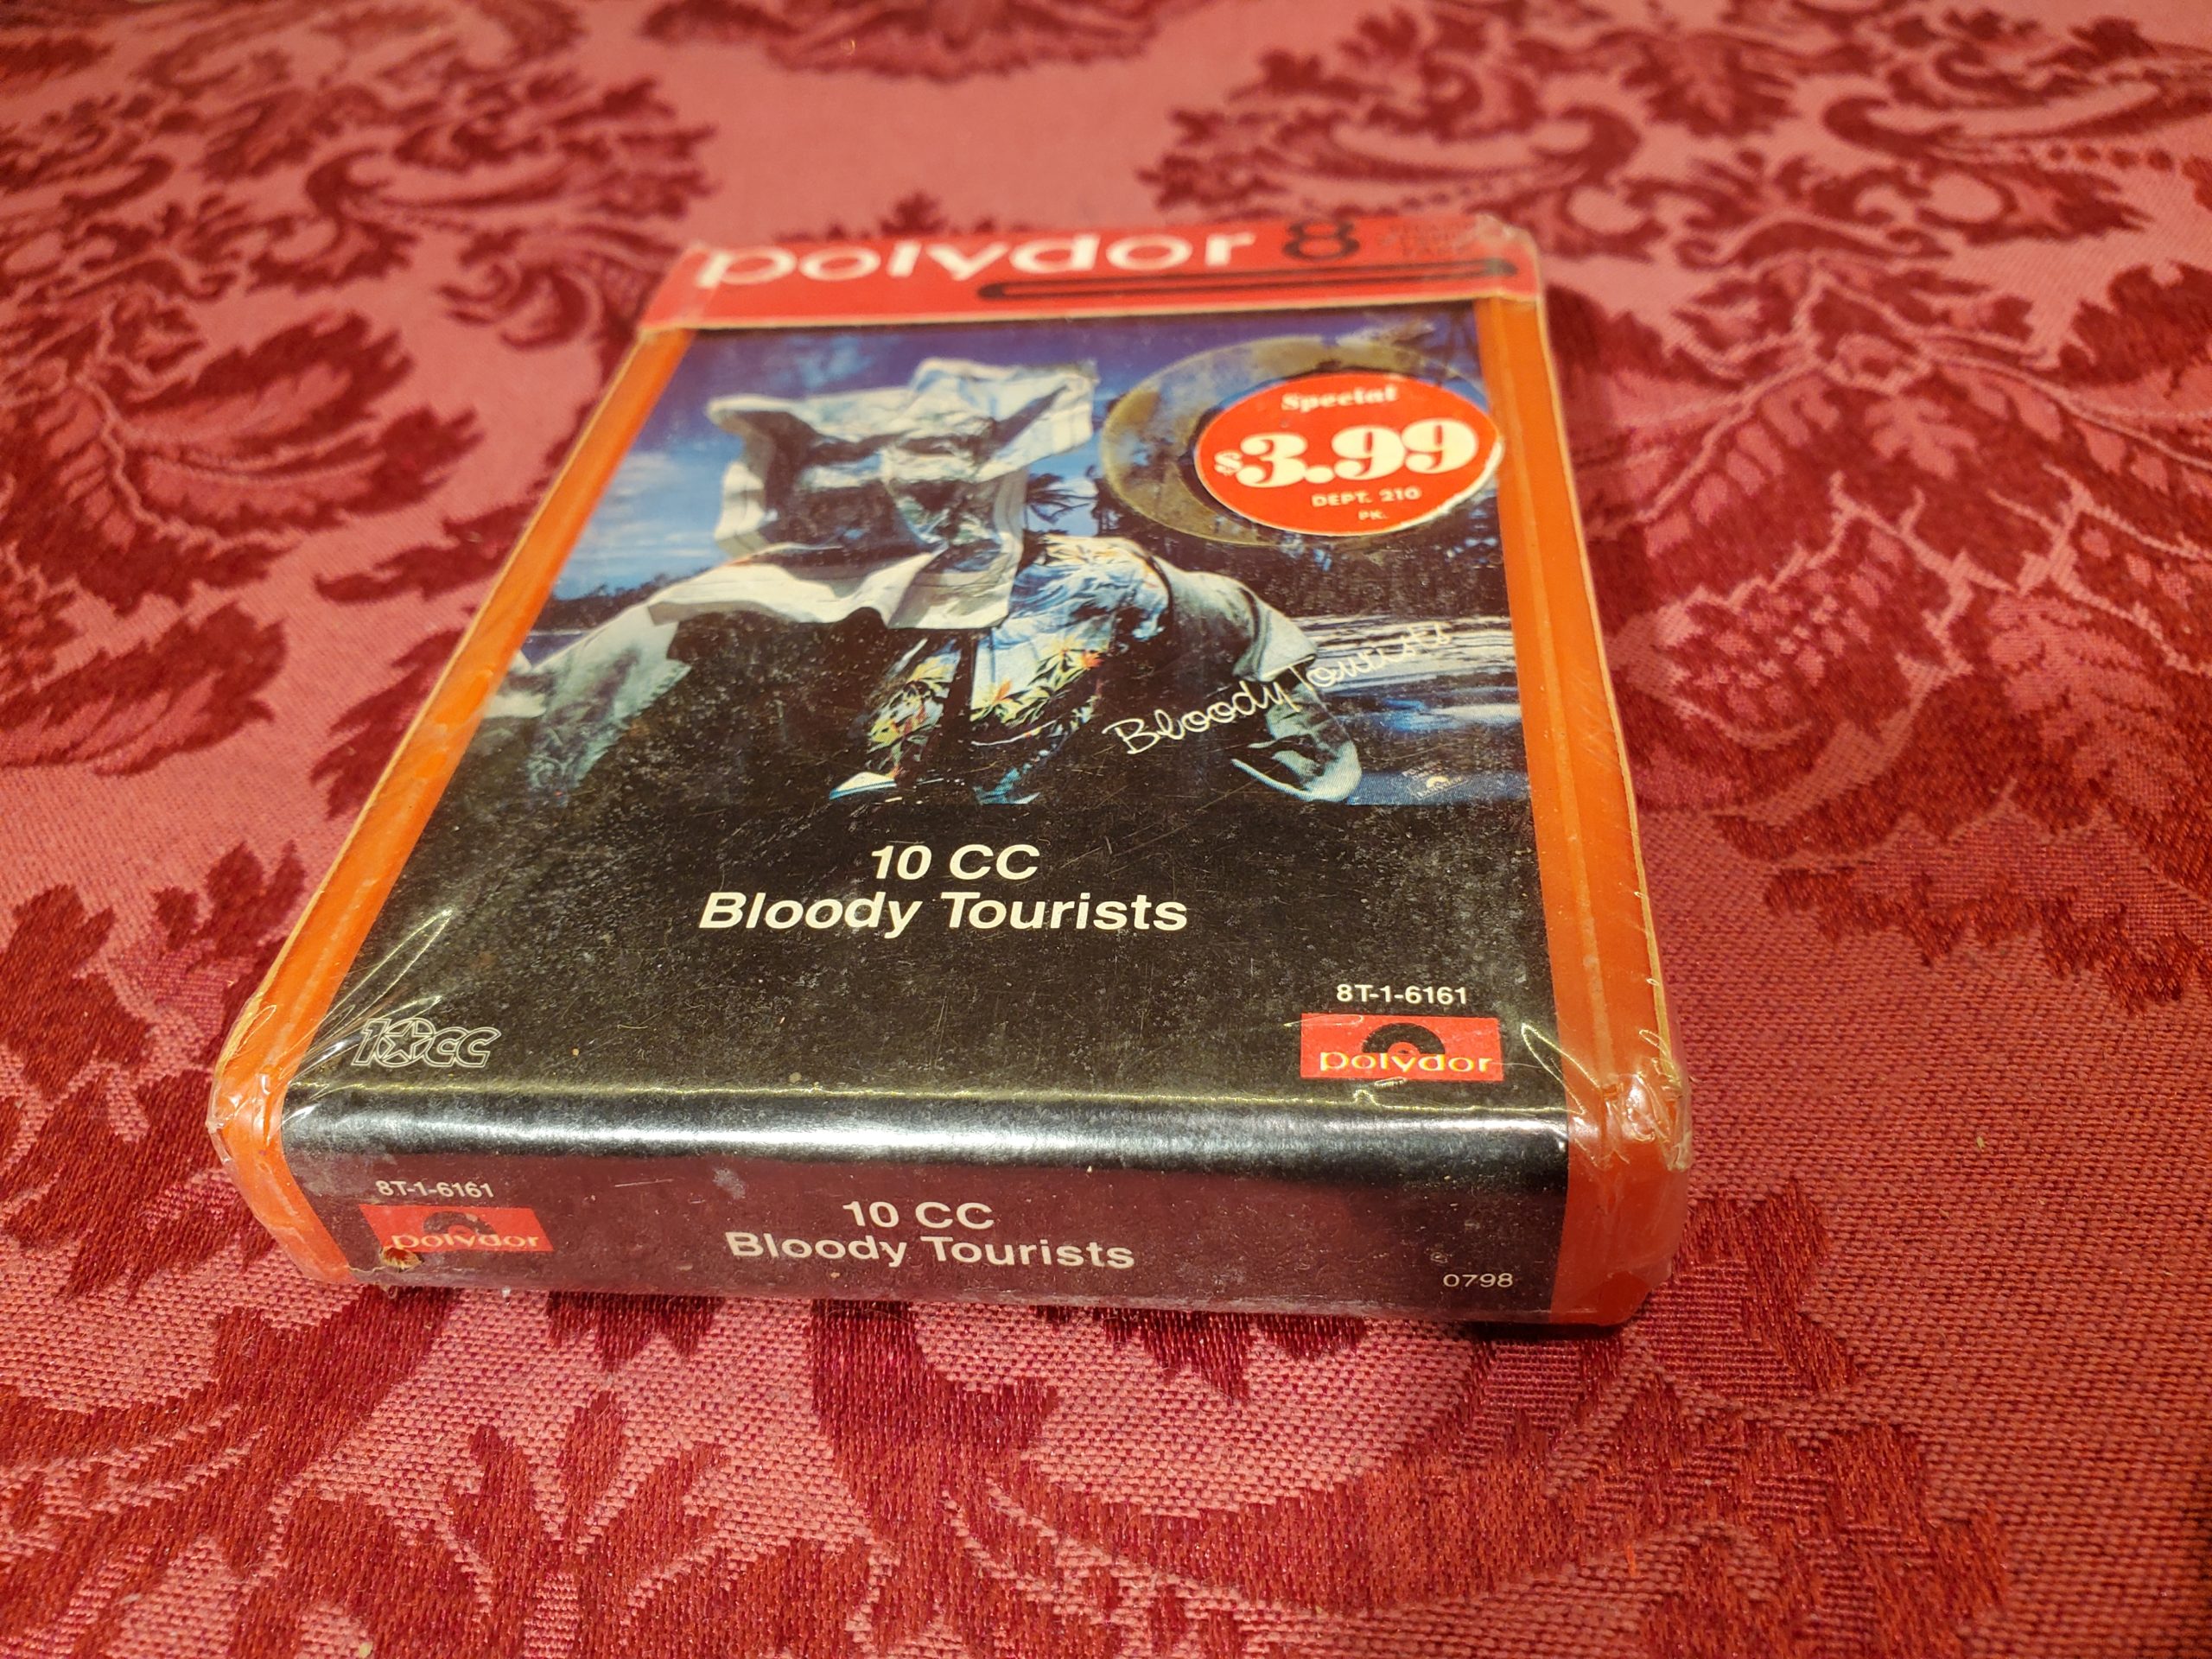 polydor 8
Special
$3.99
DEPT. 210
PK.
Bloody Tourists
10 CC
Bloody Tourists
8T-1-6161
10cc
polydor
8T-1-6161
polydor
10 CC
Bloody Tourists
0798